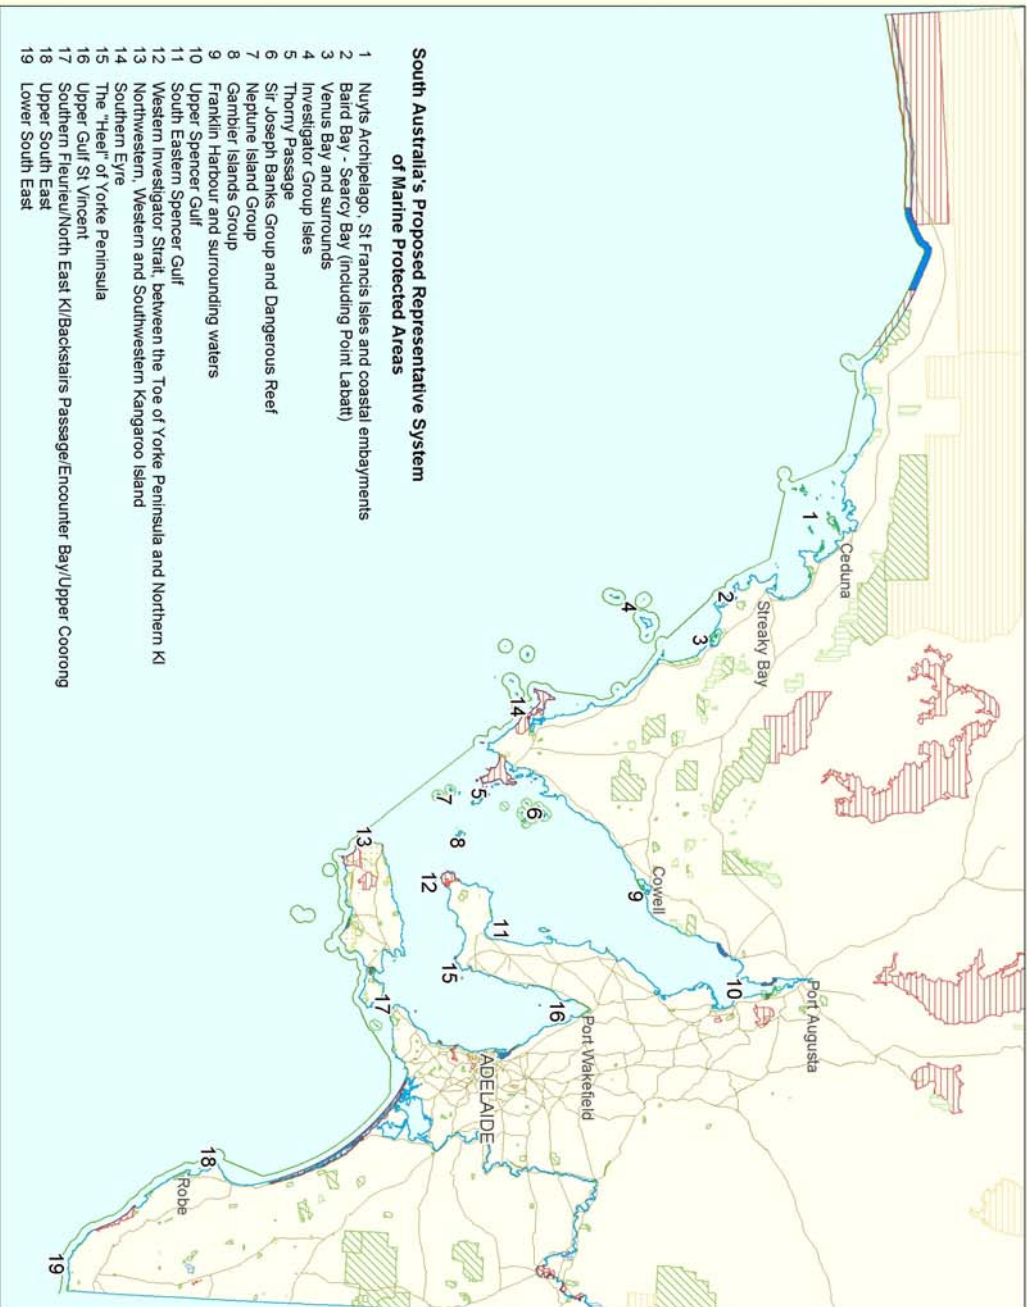 South Australia's Proposed Representative System
of Marine Protected Areas
1 Nuyts Archipelago, St Francis Isles and coastal embayments
2 Baird Bay - Searcy Bay (including Point Labatt)
3 Venus Bay and surrounds
4 Investigator Group Isles
5 Thorny Passage
6 Sir Joseph Banks Group and Dangerous Reef
7 Neptune Island Group
8 Gambier Islands Group
9 Franklin Harbour and surrounding waters
10 Upper Spencer Gulf
11 South Eastern Spencer Gulf
12 Western Investigator Strait, between the Toe of Yorke Peninsula and Northern KI
13 Northwestern, Western and Southwestern Kangaroo Island
14 Southern Eyre
15 The "Heel" of Yorke Peninsula
16 Upper Gulf St Vincent
17 Southern Fleurieu/North East KI/Backstairs Passage/Encounter Bay/Upper Coorong
18 Upper South East
19 Lower South East
1
Ceduna
2
Streaky Bay
3
4
14
5
6
7
8
9
Cowell
10
Port Augusta
11
12
13
15
16
Port Wakefield
17
ADELAIDE
18
Robe
19